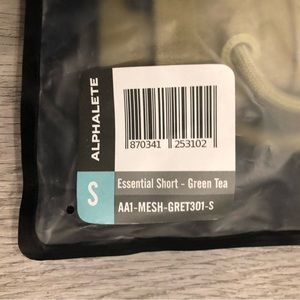 ALPHALETE
870341 253102
S
Essential Short - Green Tea
AA1-MESH-GRET301-S